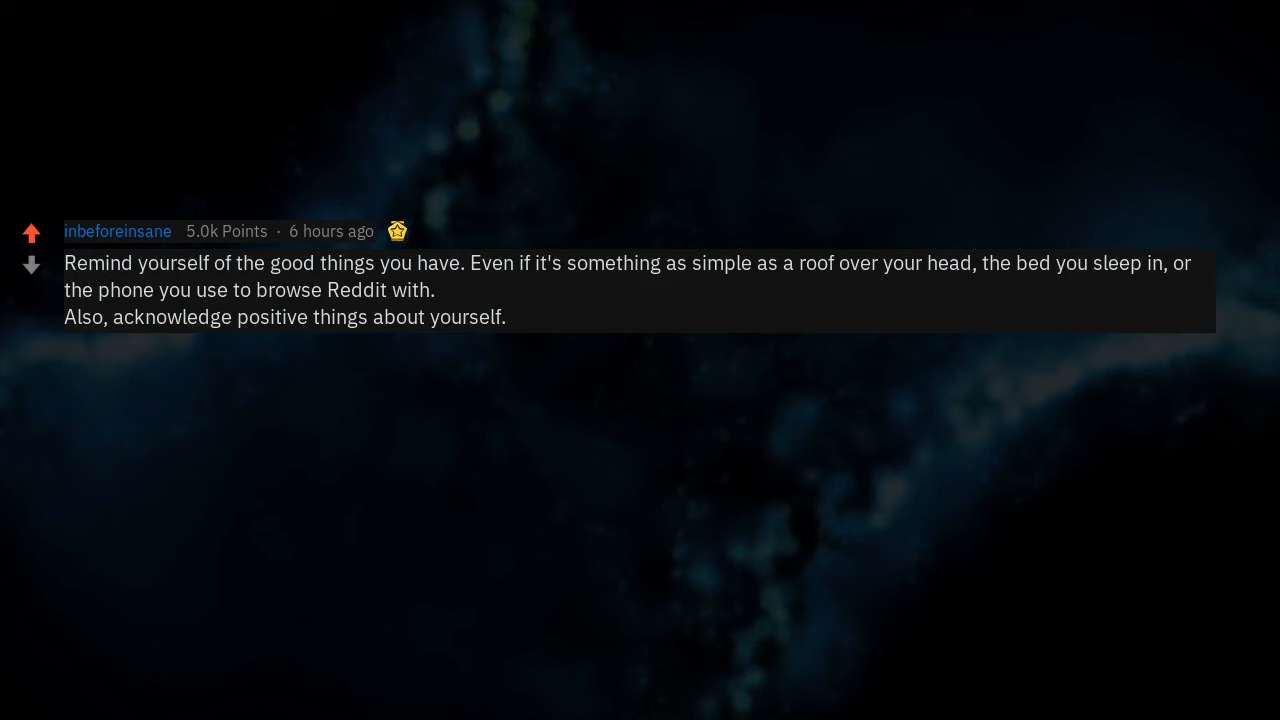 inbeforeinsane 5.0k Points · 6 hours ago
Remind yourself of the good things you have. Even if it's something as simple as a roof over your head, the bed you sleep in, or
the phone you use to browse Reddit with.
Also, acknowledge positive things about yourself.